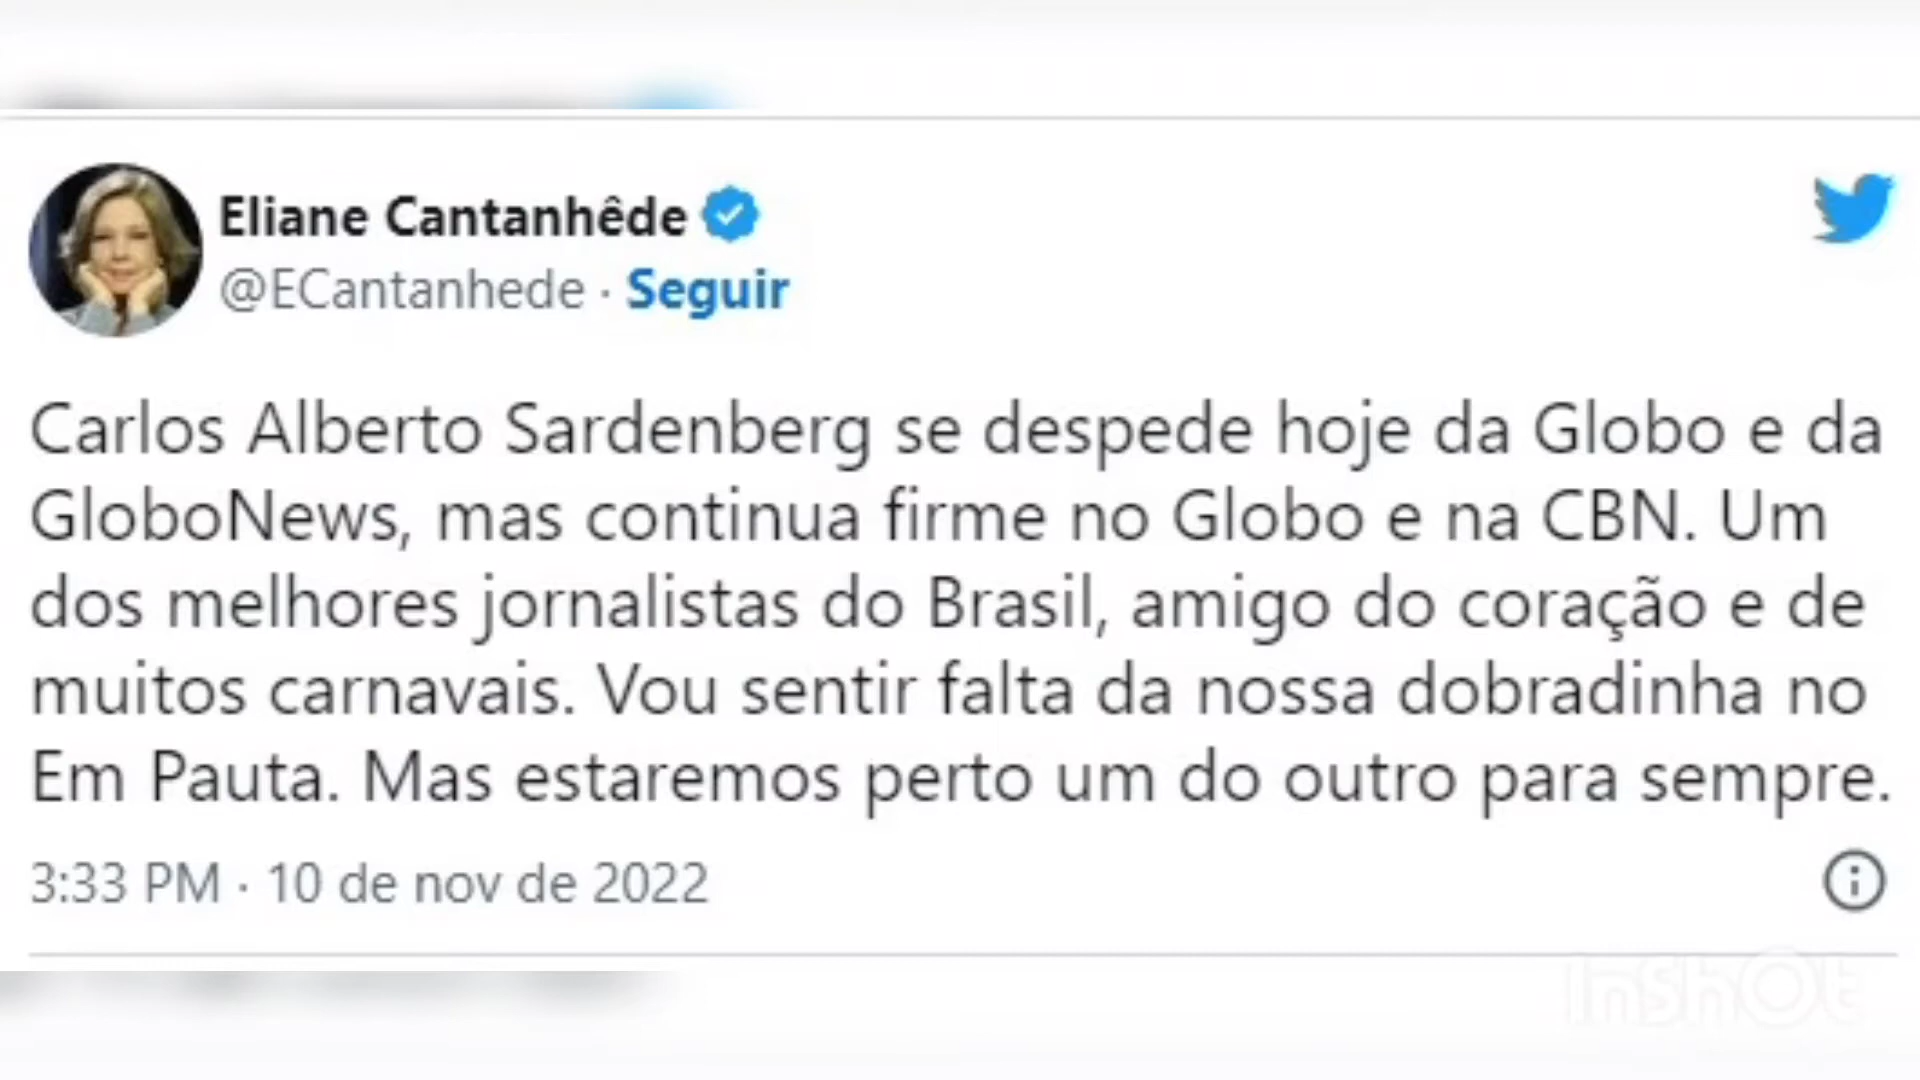 Eliane Cantanhêde
@ECantanhede · Seguir
Carlos Alberto Sardenberg se despede hoje da Globo e da
GloboNews, mas continua firme no Globo e na CBN. Um
dos melhores jornalistas do Brasil, amigo do coração e de
muitos carnavais. Vou sentir falta da nossa dobradinha no
Em Pauta. Mas estaremos perto um do outro para sempre.
3:33 PM · 10 de nov de 2022
InshOt